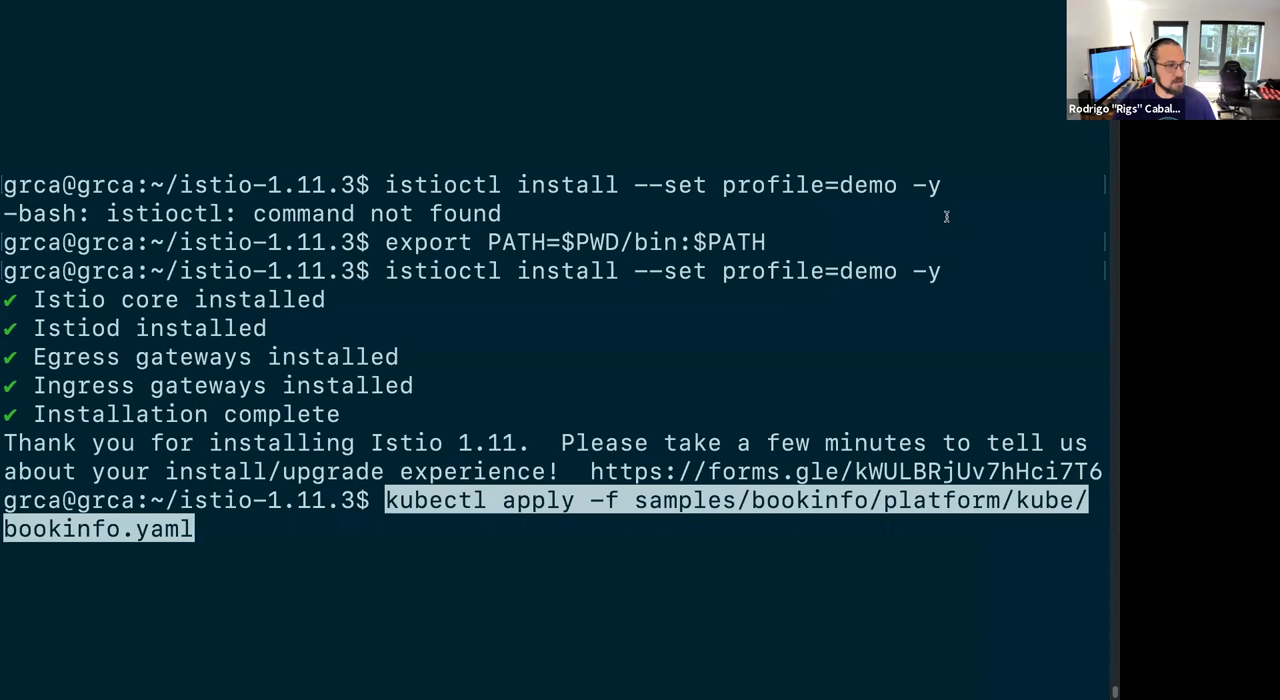 Rodrigo "Rigs" Cabal...
grca@grca:~/istio-1.11.3$ istioctl install --set profile=demo -y
-bash: istioctl: command not found
grca@grca:~/istio-1.11.3$ export PATH=$PWD/bin:$PATH
grca@grca:~/istio-1.11.3$ istioctl install --set profile=demo -y
✔ Istio core installed
✔ Istiod installed
✔ Egress gateways installed
✔ Ingress gateways installed
✔ Installation complete
Thank you for installing Istio 1.11.  Please take a few minutes to tell us
about your install/upgrade experience!  https://forms.gle/kWULBRjUv7hHci7T6
grca@grca:~/istio-1.11.3$ kubectl apply -f samples/bookinfo/platform/kube/
bookinfo.yaml